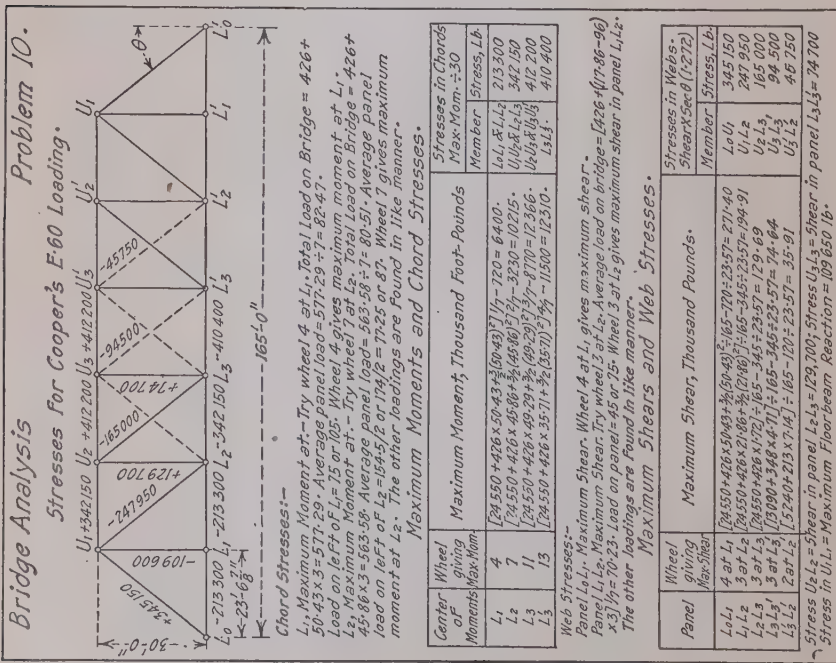 Bridge Analysis Problem 10.
Stresses for Cooper's E·60 Loading.
U₁ +342150 U₂ +412200 U₃ +412200 U₃' U₂' U₁
+345150 -109600 -247950 +129700 -165000 +74700 -94500 -45750
θ
30'-0"
L₀ -213300 L₁ -213300 L₂ -342150 L₃ -410400 L₃' L₂ L₁' L₀'
23'-6 6/8"
165'-0"
Chord Stresses:-
L₁, Maximum Moment at.- Try wheel 4 at L₁. Total Load on Bridge = 426+
50·43×3=577·29. Average panel load=577·29÷7=82·47.
Load on left of L₁=75 or 105. Wheel 4 gives maximum moment at L₁.
L₂, Maximum Moment at.- Try wheel 7 at L₂. Total Load on Bridge = 426+
45·86×3=563·58. Average panel load=563·58÷7=80·51. Average panel
load on left of L₂=154·5/2 or 174/2=77·25 or 87. Wheel 7 gives maximum
moment at L₂. The other loadings are found in like manner.
Maximum Moments and Chord Stresses.
Center of Moments Wheel giving Max·Mom. Maximum Moment, Thousand Foot-Pounds Stresses in Chords Max·Mom.÷30
Member Stress, Lb.
L₁ 4 [24550+426×50·43+3/2(50·43)²]1/7-720=6400. L₀L₁ & L₁L₂ 213300
L₂ 7 [24550+426×45·86+3/2(45·86)²]2/7-3230=10215. U₁U₂ & L₂L₃ 342150
L₃ 11 [24550+426×49·29+3/2(49·29)²]3/7-8770=12366. U₂U₃ & U₃U₃' 412200
L₃' 13 [24550+426×35·71+3/2(35·71)²]4/7-11500=12310. L₃L₃' 410400
Web Stresses:-
Panel L₀L₁. Maximum Shear. Wheel 4 at L₁ gives maximum shear.
Panel L₁L₂. Maximum Shear. Try wheel 3 at L₂. Average load on bridge=[426+(117·86-96)
×3]1/7=70·23. Load on panel=45 or 75. Wheel 3 at L₂ gives maximum shear in panel L₁L₂.
The other loadings are found in like manner.
Maximum Shears and Web Stresses.
Panel Wheel giving Max·Shear Maximum Shear, Thousand Pounds. Stresses in Webs. Shear×Sec θ (1·272)
Member Stress, Lb.
L₀L₁ 4 at L₁ [24550+426×50·43+3/2(50·43)²]÷165-720÷23·57=271·40 L₀U₁ 345150
L₁L₂ 3 at L₂ [24550+426×21·86+3/2(21·86)²]÷165-345÷23·57=194·91 U₁L₂ 247950
L₂L₃ 3 at L₃ [24550+426×(-1·72)]÷165-345÷23·57=129·69 U₂L₃ 165000
L₃L₃' 3 at L₃' [13090+348×4·71]÷165-345÷23·57=74·64 U₃L₃' 94500
L₃'L₂' 2 at L₂' [5240+213×7·14]÷165-120÷23·57=35·91 U₃'L₂ 45750
Stress U₂L₂=Shear in panel L₂L₃=129,700; Stress U₃L₃=Shear in panel L₃L₃'=74700
Stress in U₁L₁=Maximum Floorbeam Reaction=109650 lb.